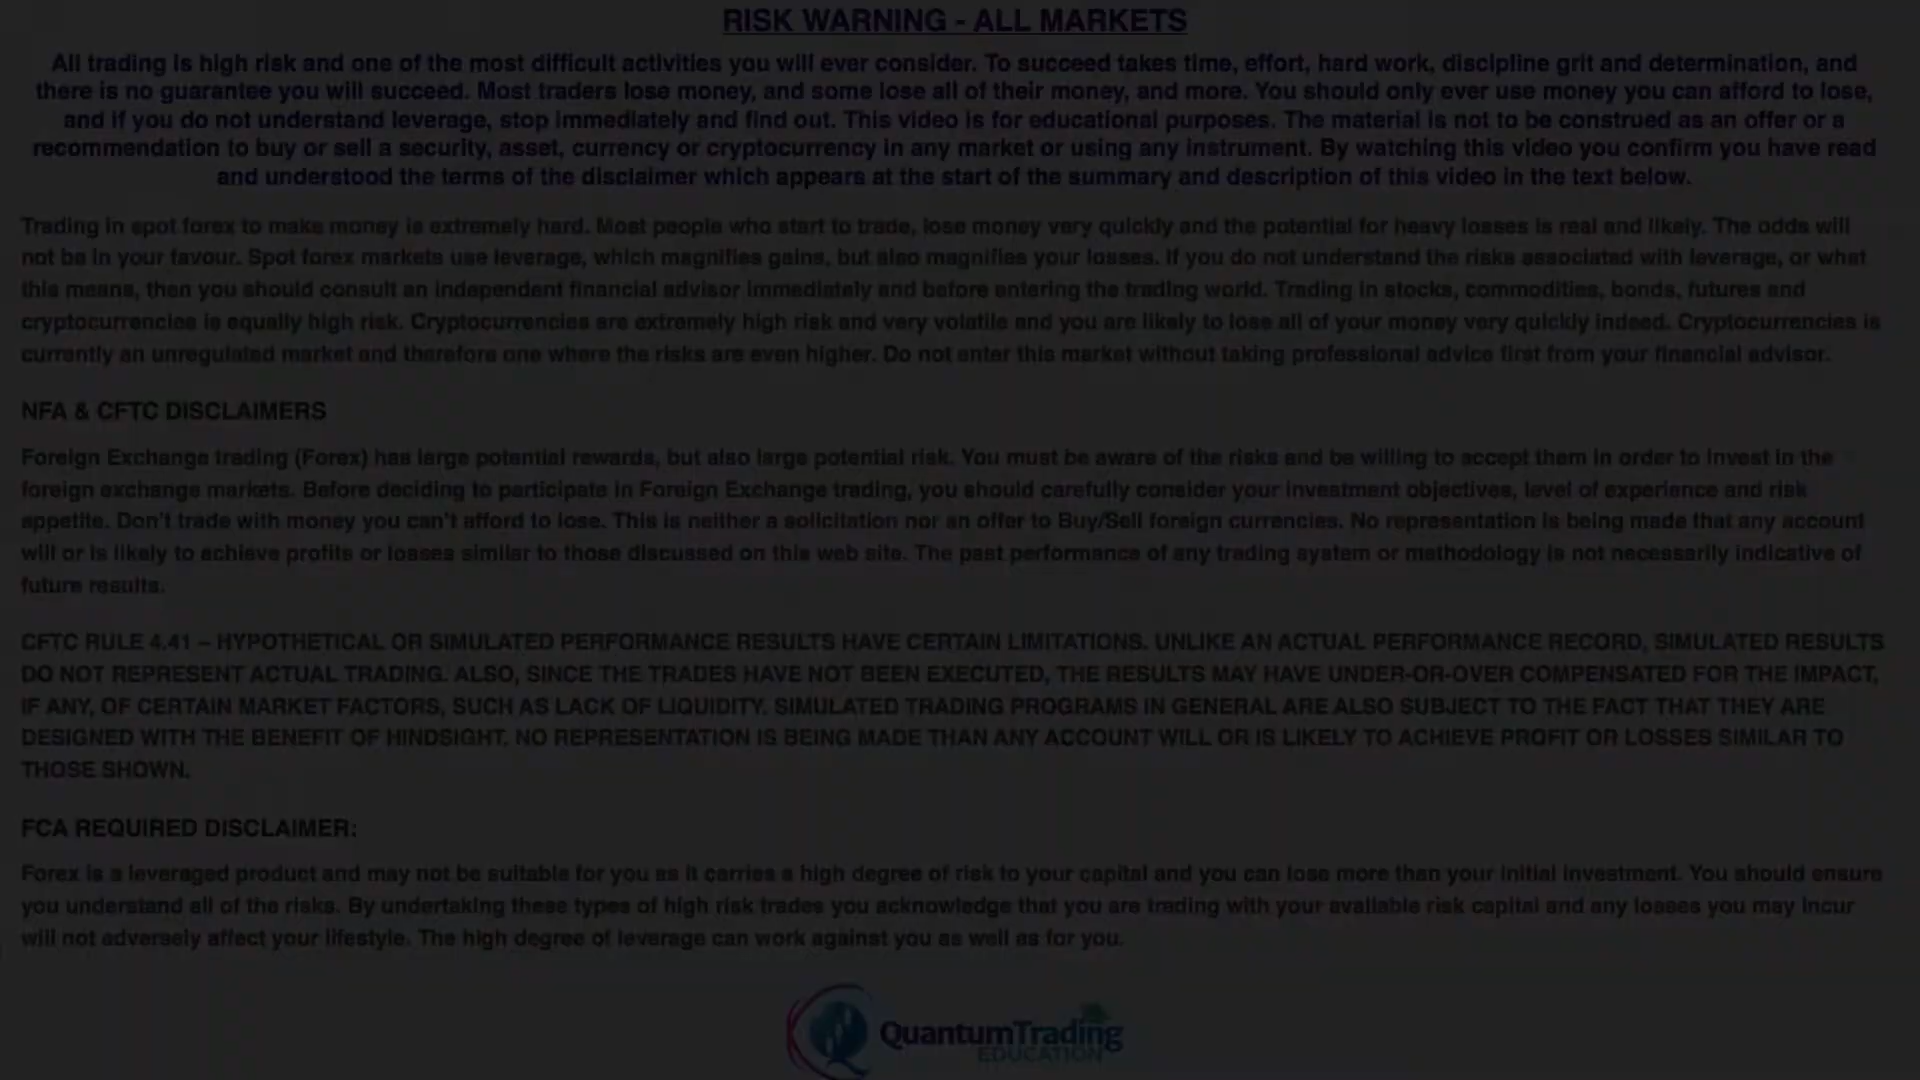 RISK WARNING - ALL MARKETS
All trading is high risk and one of the most difficult activities you will ever consider. To succeed takes time, effort, hard work, discipline grit and determination, and
there is no guarantee you will succeed. Most traders lose money, and some lose all of their money, and more. You should only ever use money you can afford to lose,
and if you do not understand leverage, stop immediately and find out. This video is for educational purposes. The material is not to be construed as an offer or a
recommendation to buy or sell a security, asset, currency or cryptocurrency in any market or using any instrument. By watching this video you confirm you have read
and understood the terms of the disclaimer which appears at the start of the summary and description of this video in the text below.
Trading in spot forex to make money is extremely hard. Most people who start to trade, lose money very quickly and the potential for heavy losses is real and likely. The odds will
not be in your favour. Spot forex markets use leverage, which magnifies gains, but also magnifies your losses. If you do not understand the risks associated with leverage, or what
this means, then you should consult an independent financial advisor immediately and before entering the trading world. Trading in stocks, commodities, bonds, futures and
cryptocurrencies is equally high risk. Cryptocurrencies are extremely high risk and very volatile and you are likely to lose all of your money very quickly indeed. Cryptocurrencies is
currently an unregulated market and therefore one where the risks are even higher. Do not enter this market without taking professional advice first from your financial advisor.
NFA & CFTC DISCLAIMERS
Foreign Exchange trading (Forex) has large potential rewards, but also large potential risk. You must be aware of the risks and be willing to accept them in order to invest in the
foreign exchange markets. Before deciding to participate in Foreign Exchange trading, you should carefully consider your investment objectives, level of experience and risk
appetite. Don't trade with money you can't afford to lose. This is neither a solicitation nor an offer to Buy/Sell foreign currencies. No representation is being made that any account
will or is likely to achieve profits or losses similar to those discussed on this web site. The past performance of any trading system or methodology is not necessarily indicative of
future results.
CFTC RULE 4.41 – HYPOTHETICAL OR SIMULATED PERFORMANCE RESULTS HAVE CERTAIN LIMITATIONS. UNLIKE AN ACTUAL PERFORMANCE RECORD, SIMULATED RESULTS
DO NOT REPRESENT ACTUAL TRADING. ALSO, SINCE THE TRADES HAVE NOT BEEN EXECUTED, THE RESULTS MAY HAVE UNDER-OR-OVER COMPENSATED FOR THE IMPACT,
IF ANY, OF CERTAIN MARKET FACTORS, SUCH AS LACK OF LIQUIDITY. SIMULATED TRADING PROGRAMS IN GENERAL ARE ALSO SUBJECT TO THE FACT THAT THEY ARE
DESIGNED WITH THE BENEFIT OF HINDSIGHT. NO REPRESENTATION IS BEING MADE THAN ANY ACCOUNT WILL OR IS LIKELY TO ACHIEVE PROFIT OR LOSSES SIMILAR TO
THOSE SHOWN.
FCA REQUIRED DISCLAIMER:
Forex is a leveraged product and may not be suitable for you as it carries a high degree of risk to your capital and you can lose more than your initial investment. You should ensure
you understand all of the risks. By undertaking these types of high risk trades you acknowledge that you are trading with your available risk capital and any losses you may incur
will not adversely affect your lifestyle. The high degree of leverage can work against you as well as for you.
QuantumTrading
EDUCATION